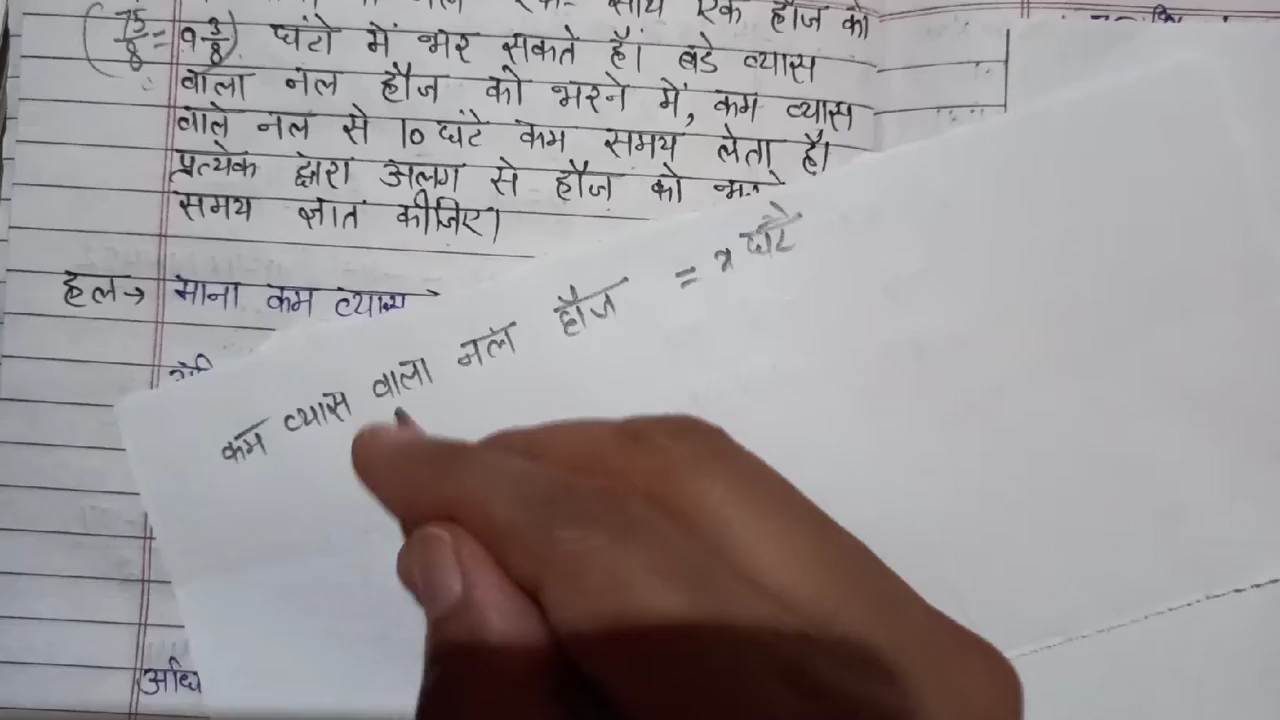 साथ एक हौज को
(75/8 = 9 3/8) घंटो में भर सकते हैं। बडे व्यास
वाला नल हौज को भरने में, कम व्यास
वाले नल से 10 घंटे कम समय लेता है।
प्रत्येक द्वारा अलग से हौज को
समय ज्ञात कीजिए।
हल→ माना कम व्यास
कम व्यास वाला नल हौज = x घंटे
अधि